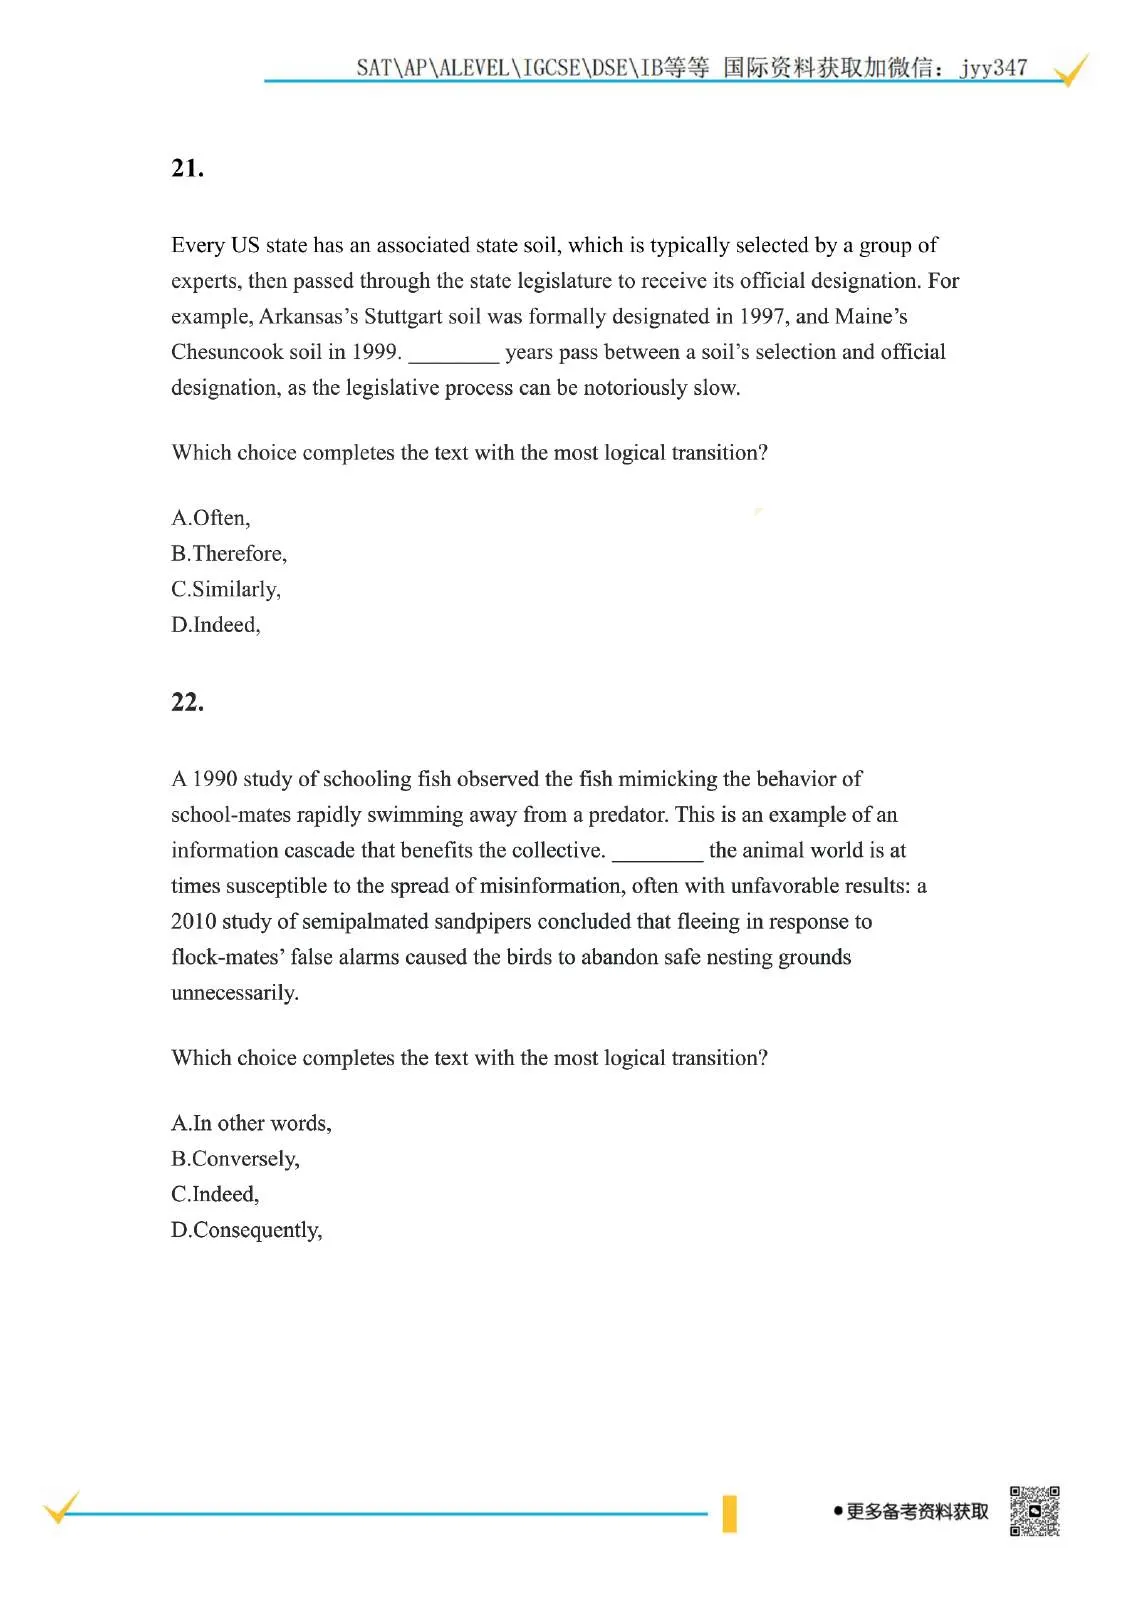 SAT\AP\ALEVEL\IGCSE\DSE\IB等等 国际资料获取加微信：jyy347
21.
Every US state has an associated state soil, which is typically selected by a group of
experts, then passed through the state legislature to receive its official designation. For
example, Arkansas’s Stuttgart soil was formally designated in 1997, and Maine’s
Chesuncook soil in 1999. ________ years pass between a soil’s selection and official
designation, as the legislative process can be notoriously slow.
Which choice completes the text with the most logical transition?
A.Often,
B.Therefore,
C.Similarly,
D.Indeed,
22.
A 1990 study of schooling fish observed the fish mimicking the behavior of
school-mates rapidly swimming away from a predator. This is an example of an
information cascade that benefits the collective. ________ the animal world is at
times susceptible to the spread of misinformation, often with unfavorable results: a
2010 study of semipalmated sandpipers concluded that fleeing in response to
flock-mates’ false alarms caused the birds to abandon safe nesting grounds
unnecessarily.
Which choice completes the text with the most logical transition?
A.In other words,
B.Conversely,
C.Indeed,
D.Consequently,
•更多备考资料获取